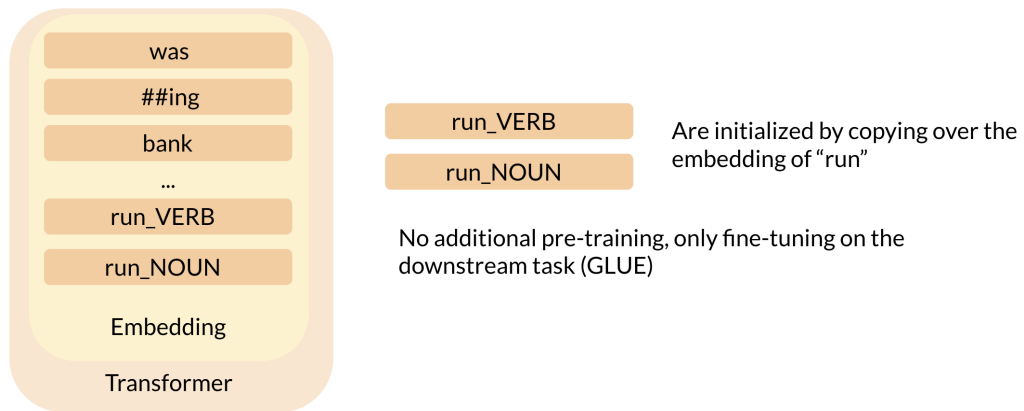 was
##ing
bank
...
run_VERB
run_NOUN
Embedding
Transformer
run_VERB
run_NOUN
Are initialized by copying over the
embedding of “run”
No additional pre-training, only fine-tuning on the
downstream task (GLUE)